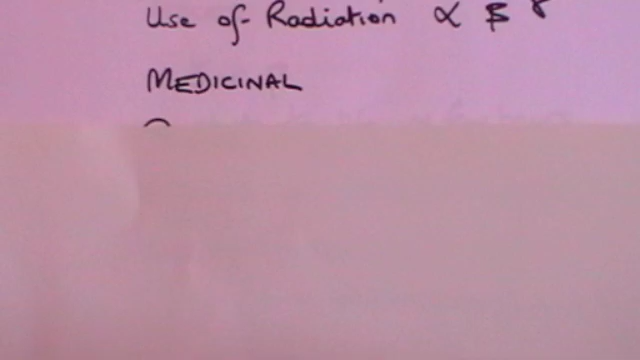 Use of Radiation α β γ
MEDICINAL